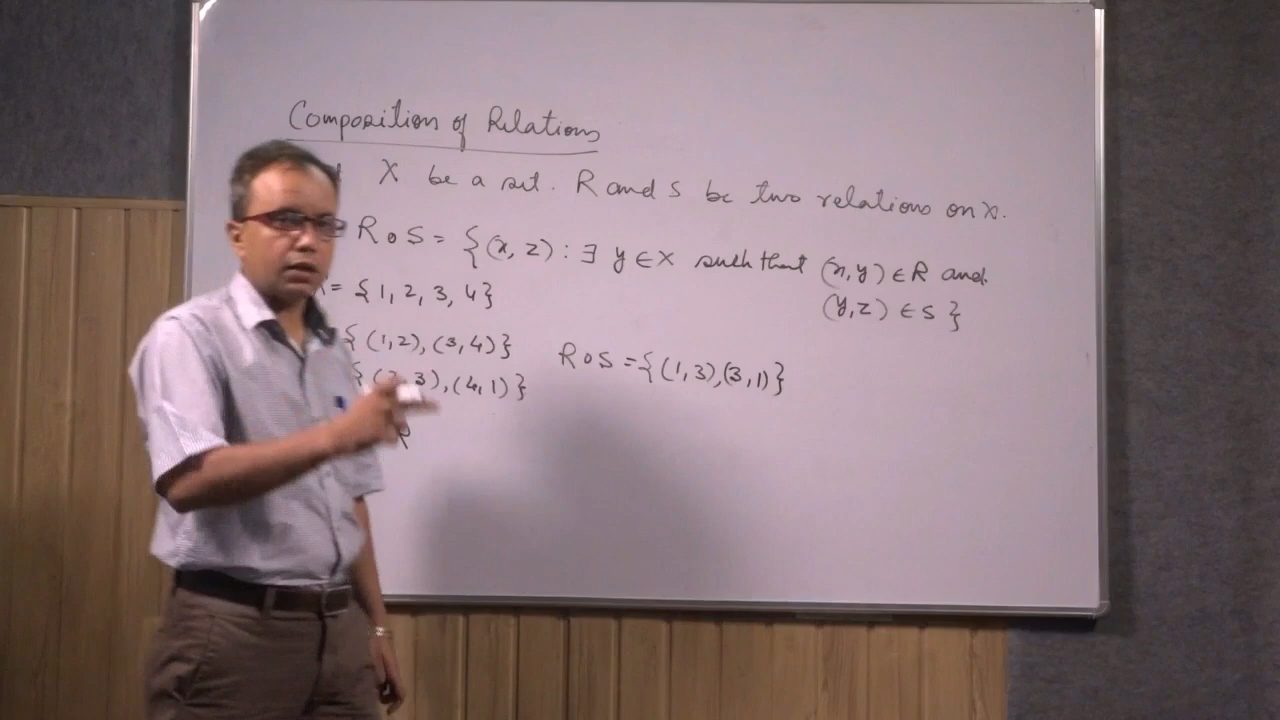 Composition of Relations
X be a set. R and S be two relations on X.
R o S = {(x, z) : ∃ y ∈ X such that (x, y) ∈ R and
(y, z) ∈ S }
= {1, 2, 3, 4}
{ (1,2), (3,4)}
R o S = { (1,3), (3,1)}
{ 3), (4,1) }
R